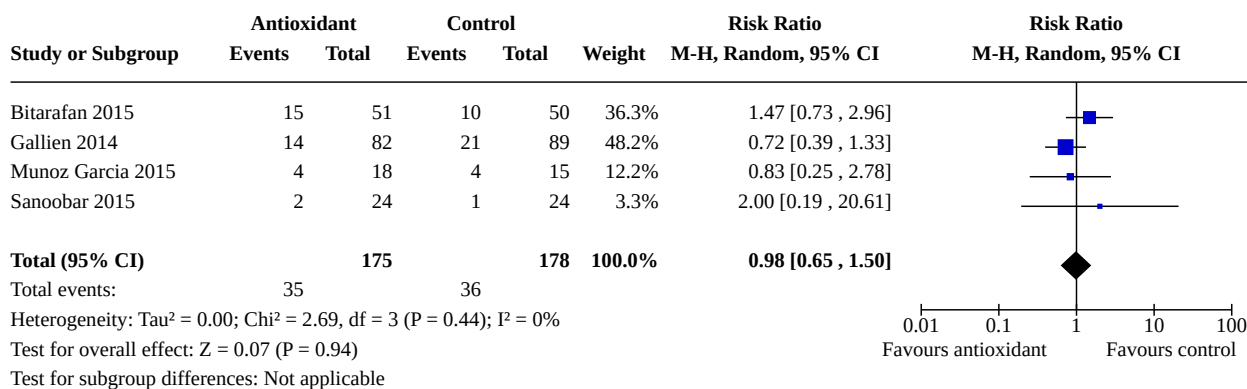 Antioxidant Control Risk Ratio Risk Ratio
Study or Subgroup Events Total Events Total Weight M-H, Random, 95% CI M-H, Random, 95% CI
Bitarafan 2015 15 51 10 50 36.3% 1.47 [0.73 , 2.96]
Gallien 2014 14 82 21 89 48.2% 0.72 [0.39 , 1.33]
Munoz Garcia 2015 4 18 4 15 12.2% 0.83 [0.25 , 2.78]
Sanoobar 2015 2 24 1 24 3.3% 2.00 [0.19 , 20.61]
Total (95% CI) 175 178 100.0% 0.98 [0.65 , 1.50]
Total events: 35 36
Heterogeneity: Tau² = 0.00; Chi² = 2.69, df = 3 (P = 0.44); I² = 0%
0.01 0.1 1 10 100
Test for overall effect: Z = 0.07 (P = 0.94)
Favours antioxidant Favours control
Test for subgroup differences: Not applicable